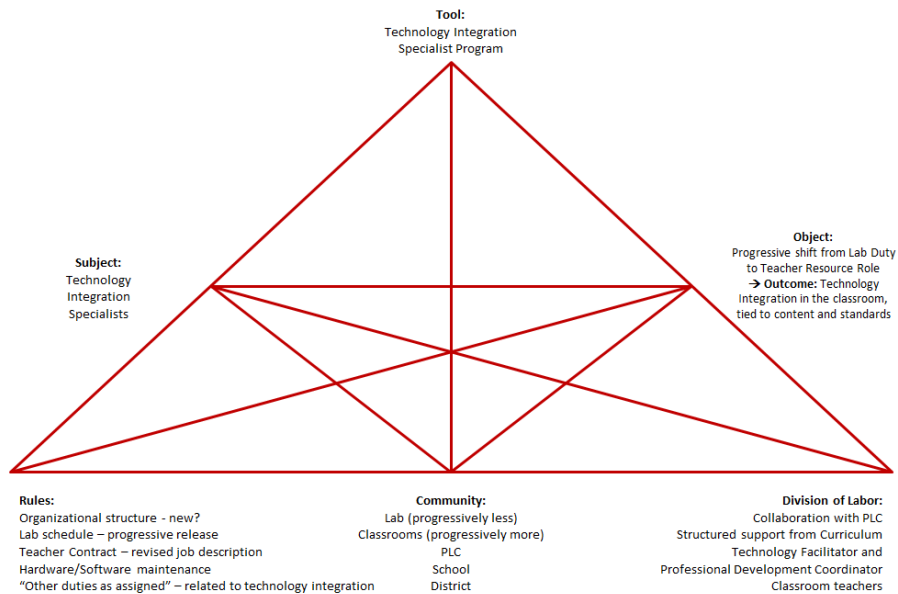 Tool:
Technology Integration
Specialist Program
Subject:
Technology
Integration
Specialists
Object:
Progressive shift from Lab Duty
to Teacher Resource Role
→ Outcome: Technology
Integration in the classroom,
tied to content and standards
Rules:
Organizational structure - new?
Lab schedule – progressive release
Teacher Contract – revised job description
Hardware/Software maintenance
“Other duties as assigned” – related to technology integration
Community:
Lab (progressively less)
Classrooms (progressively more)
PLC
School
District
Division of Labor:
Collaboration with PLC
Structured support from Curriculum
Technology Facilitator and
Professional Development Coordinator
Classroom teachers